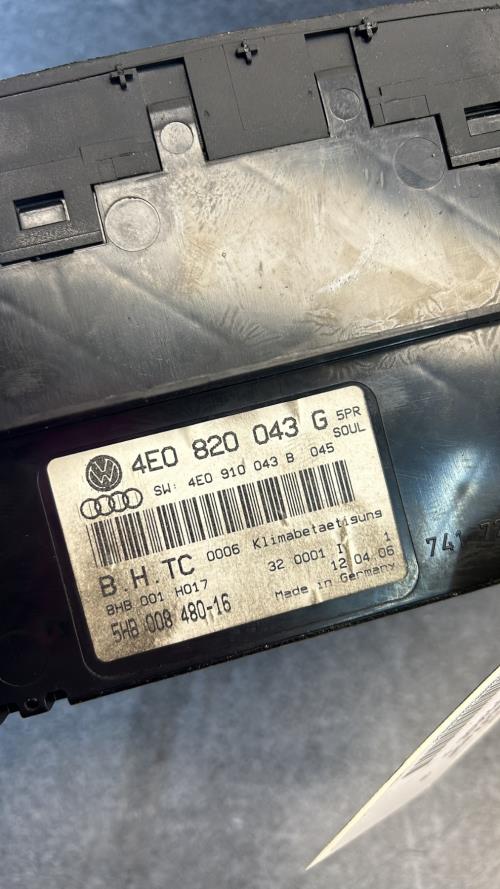 4E0 820 043 G 5PR
SOUL
SW: 4E0 910 043 B 045
B.H.TC 0006 Klimabetaetigung
8HB 001 H017 32 0001 I 1
12.04.06
5HB 008 480-16 Made in Germany
741